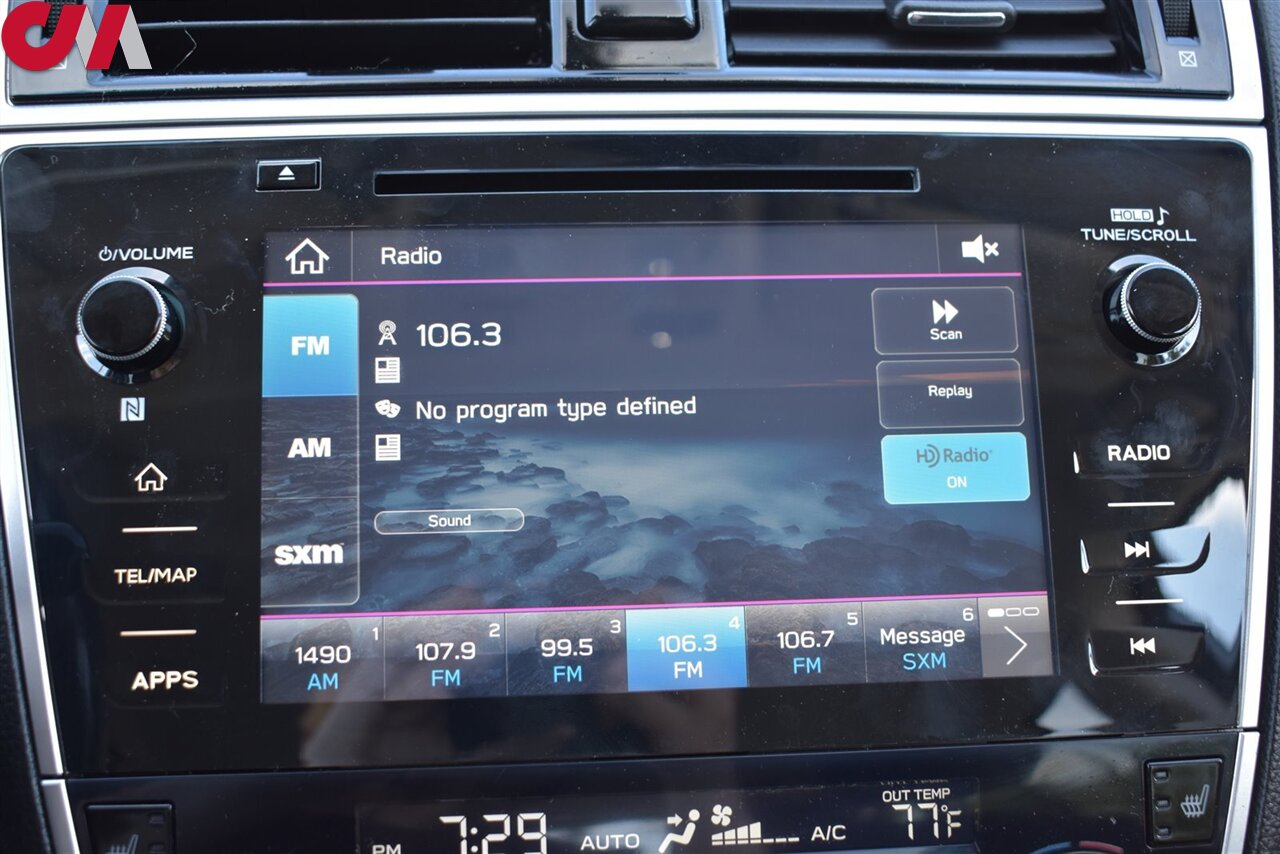 CMA
HOLD
⏻/VOLUME
TUNE/SCROLL
Radio
FM
106.3
Scan
No program type defined
Replay
AM
HD Radio
ON
RADIO
Sound
sxm
TEL/MAP
1 2 3 4 5 6
1490 107.9 99.5 106.3 106.7 Message
AM FM FM FM FM SXM
APPS
OUT TEMP
PM 7:29 AUTO A/C 77°F